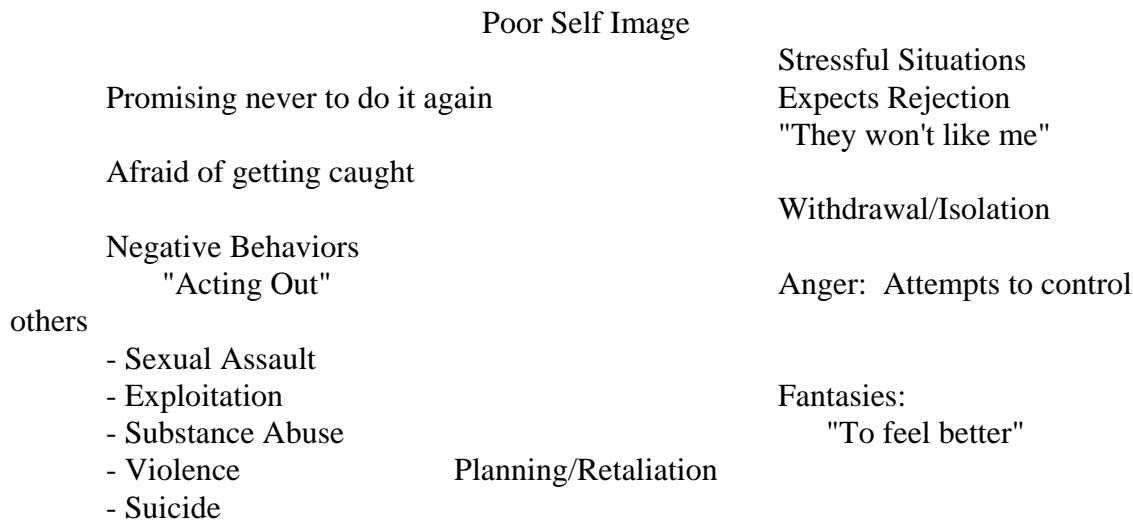 Poor Self Image
Stressful Situations
Promising never to do it again Expects Rejection
"They won't like me"
Afraid of getting caught
Withdrawal/Isolation
Negative Behaviors
"Acting Out" Anger: Attempts to control
others
- Sexual Assault
- Exploitation Fantasies:
- Substance Abuse "To feel better"
- Violence Planning/Retaliation
- Suicide